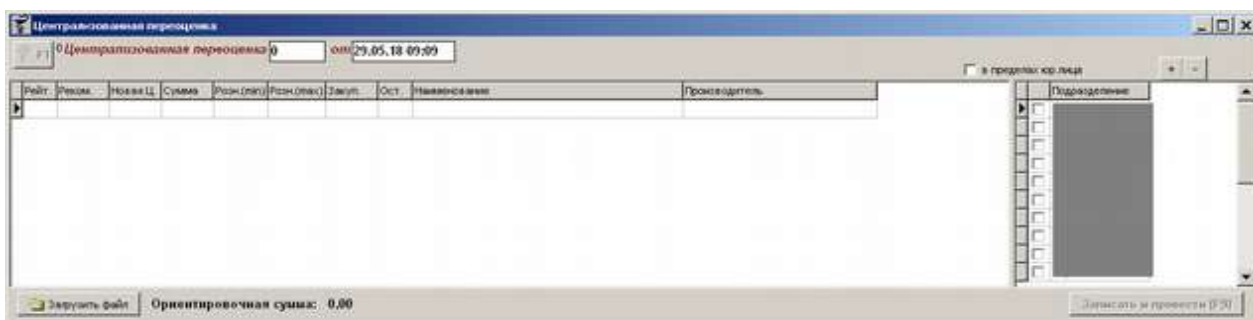 Централизованная переоценка
F1 0 Централизованная переоценка 0 от 29.05.18 09:09
в пределах юр.лица + -
Рейт Реком. Новая Ц. Сумма Розн.(min) Розн.(max) Закуп. Ост. Наименование Производитель Подразделение
Загрузить файл Ориентировочная сумма: 0,00 Записать и провести (F9)